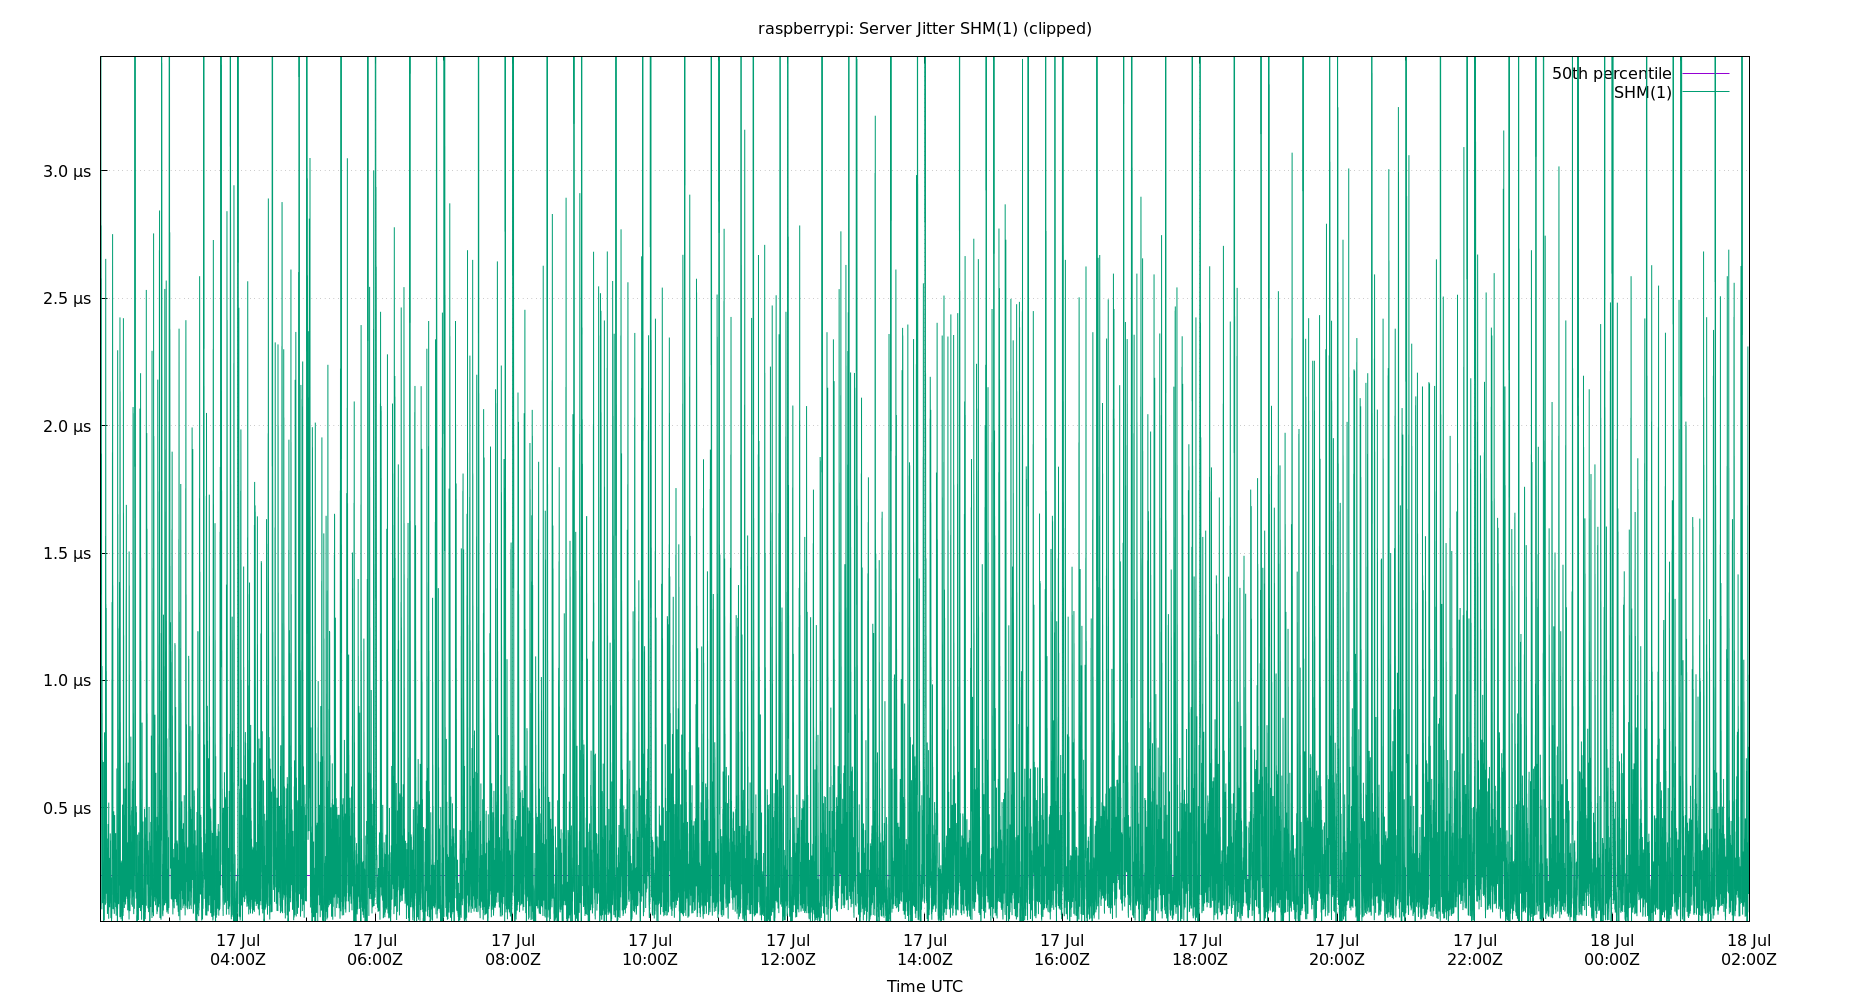 raspberrypi: Server Jitter SHM(1) (clipped)
50th percentile
SHM(1)
3.0 µs
2.5 µs
2.0 µs
1.5 µs
1.0 µs
0.5 µs
17 Jul 17 Jul 17 Jul 17 Jul 17 Jul 17 Jul 17 Jul 17 Jul 17 Jul 17 Jul 18 Jul 18 Jul
04:00Z 06:00Z 08:00Z 10:00Z 12:00Z 14:00Z 16:00Z 18:00Z 20:00Z 22:00Z 00:00Z 02:00Z
Time UTC